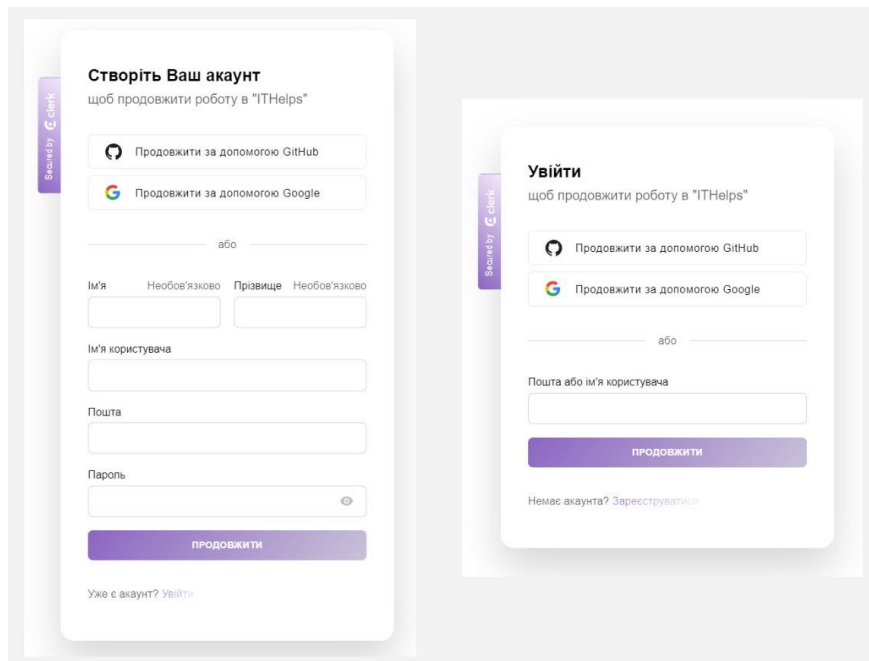 Створіть Ваш акаунт
щоб продовжити роботу в "ITHelps"
Secured by clerk
Продовжити за допомогою GitHub
Продовжити за допомогою Google
або
Ім'я Необов'язково Прізвище Необов'язково
Ім'я користувача
Пошта
Пароль
ПРОДОВЖИТИ
Уже є акаунт? Увійти
Увійти
щоб продовжити роботу в "ITHelps"
Secured by clerk
Продовжити за допомогою GitHub
Продовжити за допомогою Google
або
Пошта або ім'я користувача
ПРОДОВЖИТИ
Немає акаунта? Зареєструватися